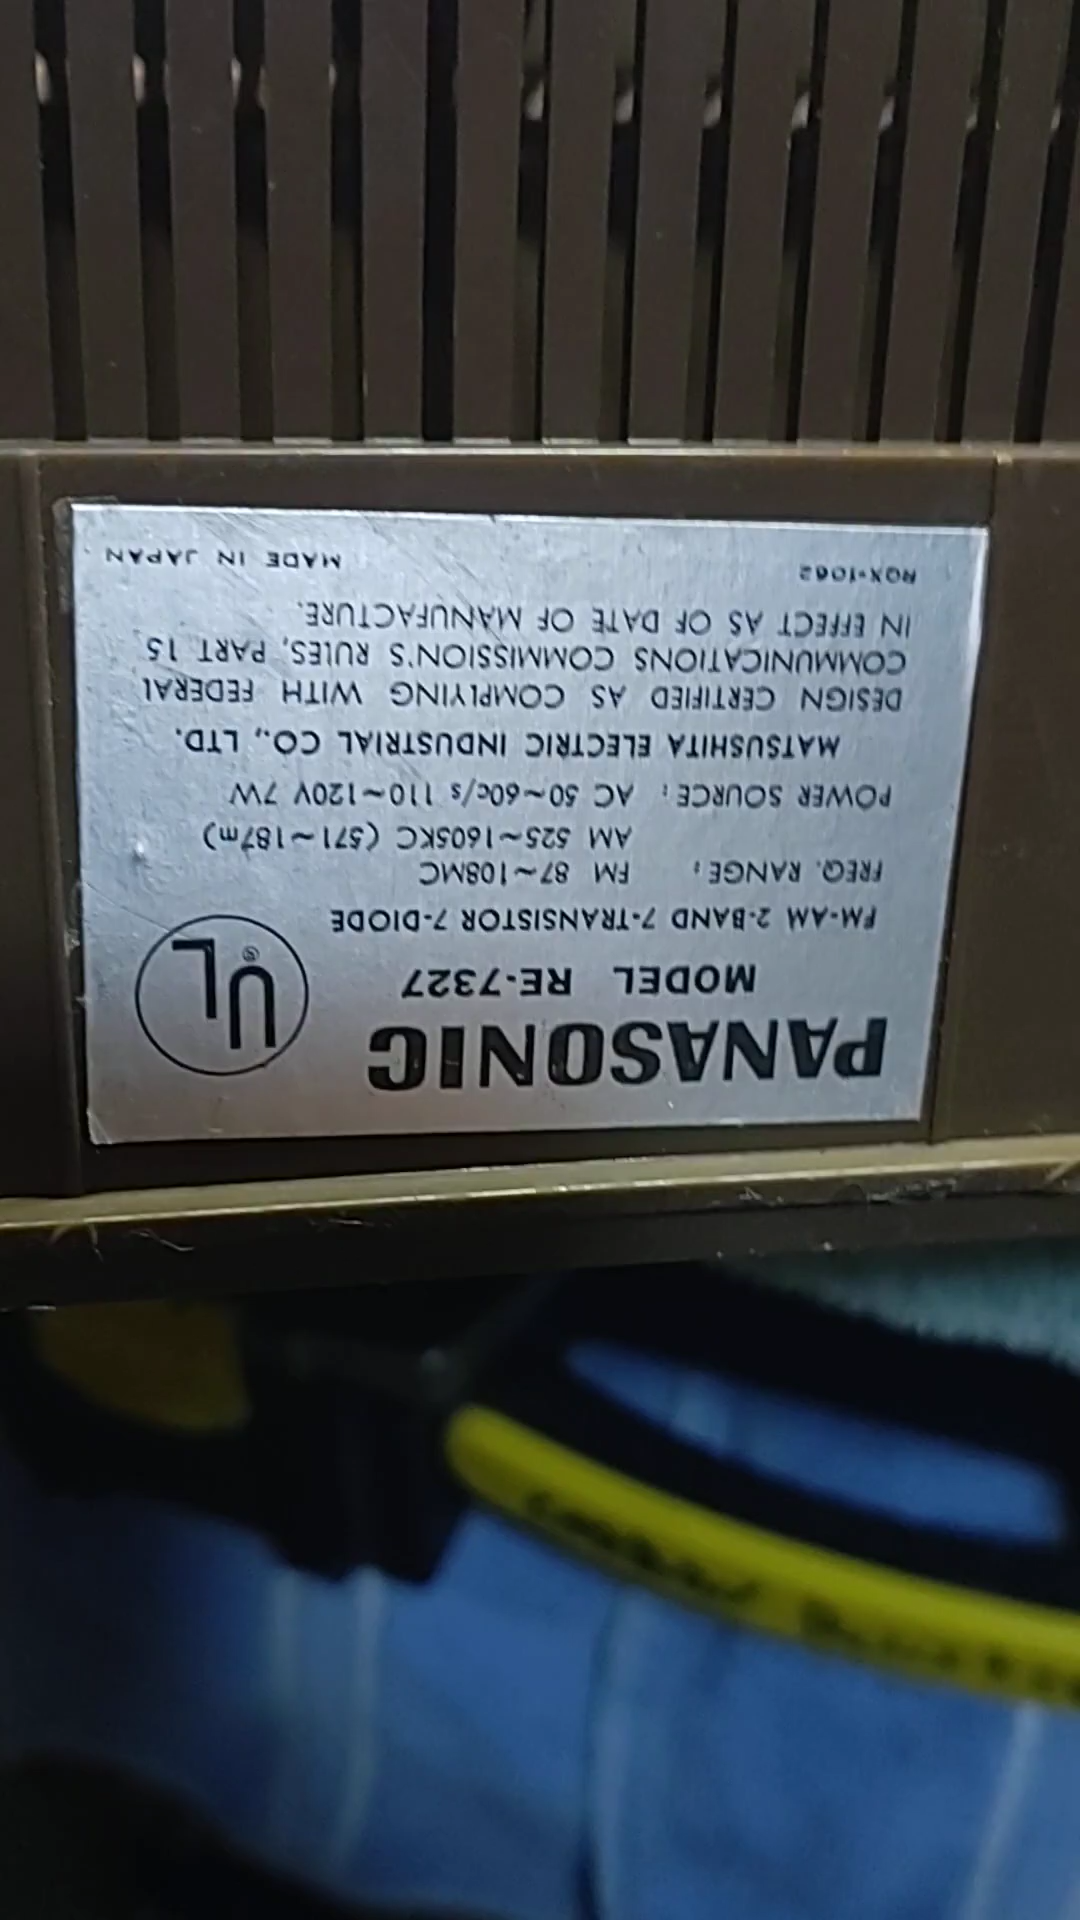 PANASONIC
MODEL RE-7327
UL
®
FM-AM 2-BAND 7-TRANSISTOR 7-DIODE
FREQ. RANGE: FM 87~108MC
AM 525~1605KC (571~187m)
POWER SOURCE: AC 50~60c/s 110~120V 7W
MATSUSHITA ELECTRIC INDUSTRIAL CO., LTD.
DESIGN CERTIFIED AS COMPLYING WITH FEDERAL
COMMUNICATIONS COMMISSION'S RULES, PART 15
IN EFFECT AS OF DATE OF MANUFACTURE.
RQX-1062 MADE IN JAPAN